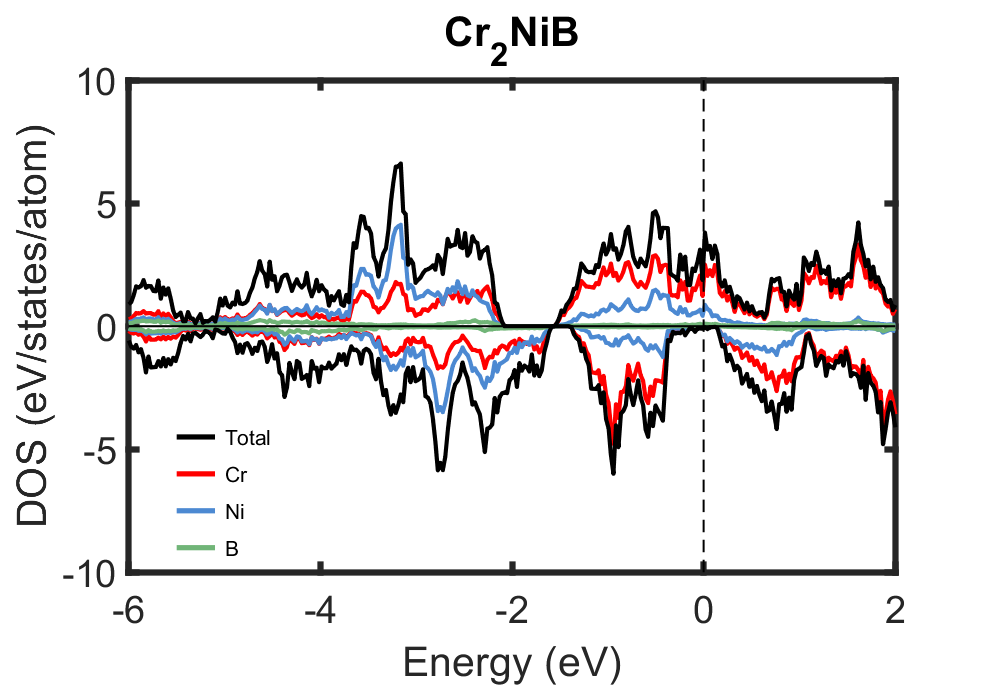 Cr2NiB
10
5
0
-5
-10
DOS (eV/states/atom)
Total
Cr
Ni
B
-6 -4 -2 0 2
Energy (eV)